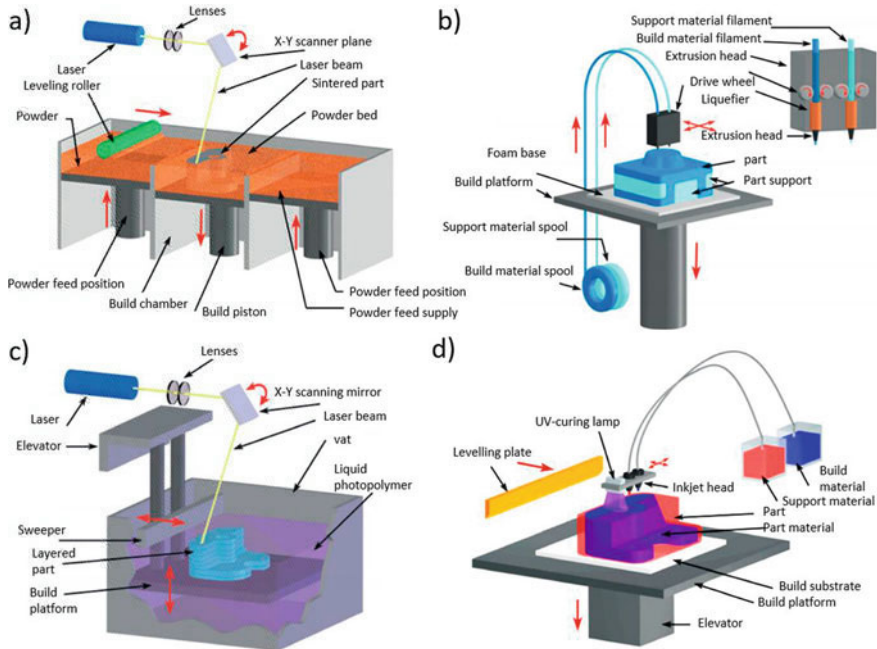 a)
Lenses
X-Y scanner plane
Laser beam
Sintered part
Powder bed
Laser
Leveling roller
Powder
Powder feed position
Build chamber
Build piston
Powder feed position
Powder feed supply
b)
Support material filament
Build material filament
Extrusion head
Drive wheel
Liquefier
Extrusion head
Foam base
Build platform
part
Part support
Support material spool
Build material spool
c)
Lenses
X-Y scanning mirror
Laser beam
vat
Liquid
photopolymer
Laser
Elevator
Sweeper
Layered
part
Build
platform
d)
UV-curing lamp
Levelling plate
Inkjet head
Build
material
Support material
Part
Part material
Build substrate
Build platform
Elevator